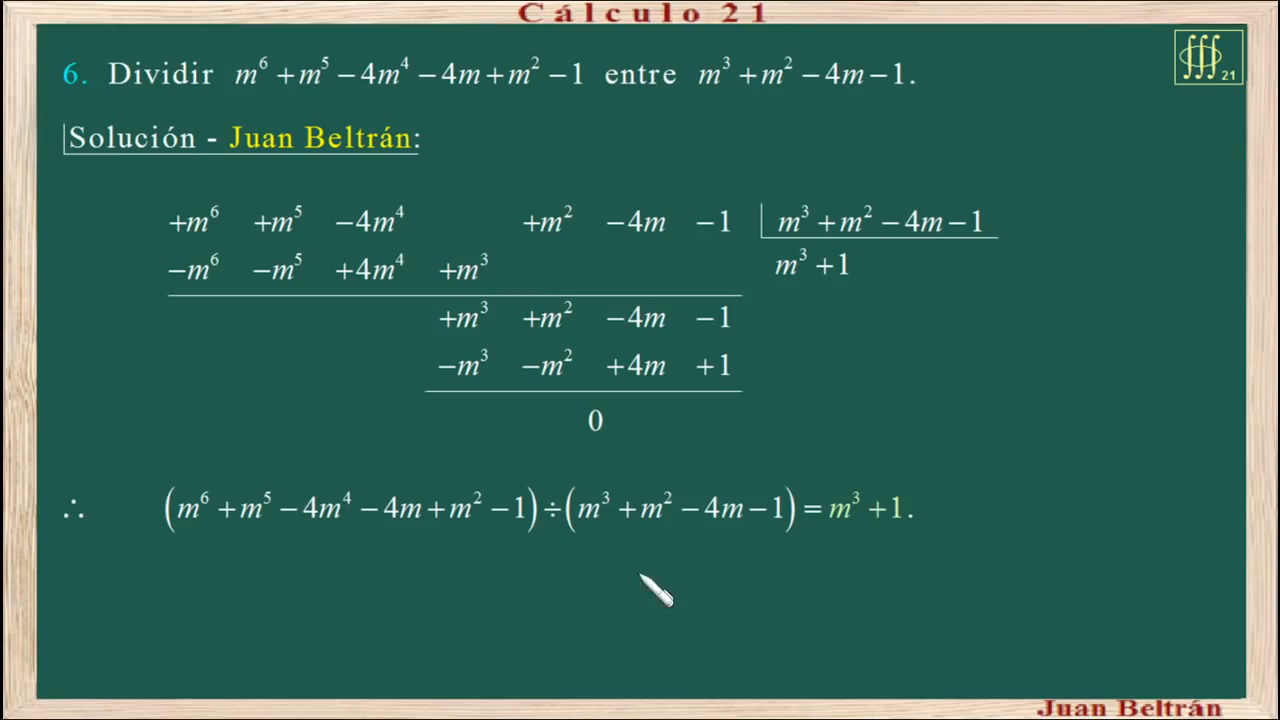 Cálculo 21
∯ 21
6. Dividir m⁶ + m⁵ − 4m⁴ − 4m + m² − 1 entre m³ + m² − 4m − 1.
Solución - Juan Beltrán:
+m⁶ +m⁵ −4m⁴ +m² −4m −1 m³ + m² − 4m − 1
−m⁶ −m⁵ +4m⁴ +m³ m³ + 1
+m³ +m² −4m −1
−m³ −m² +4m +1
0
∴ (m⁶ + m⁵ − 4m⁴ − 4m + m² − 1) ÷ (m³ + m² − 4m − 1) = m³ + 1.
Juan Beltrán